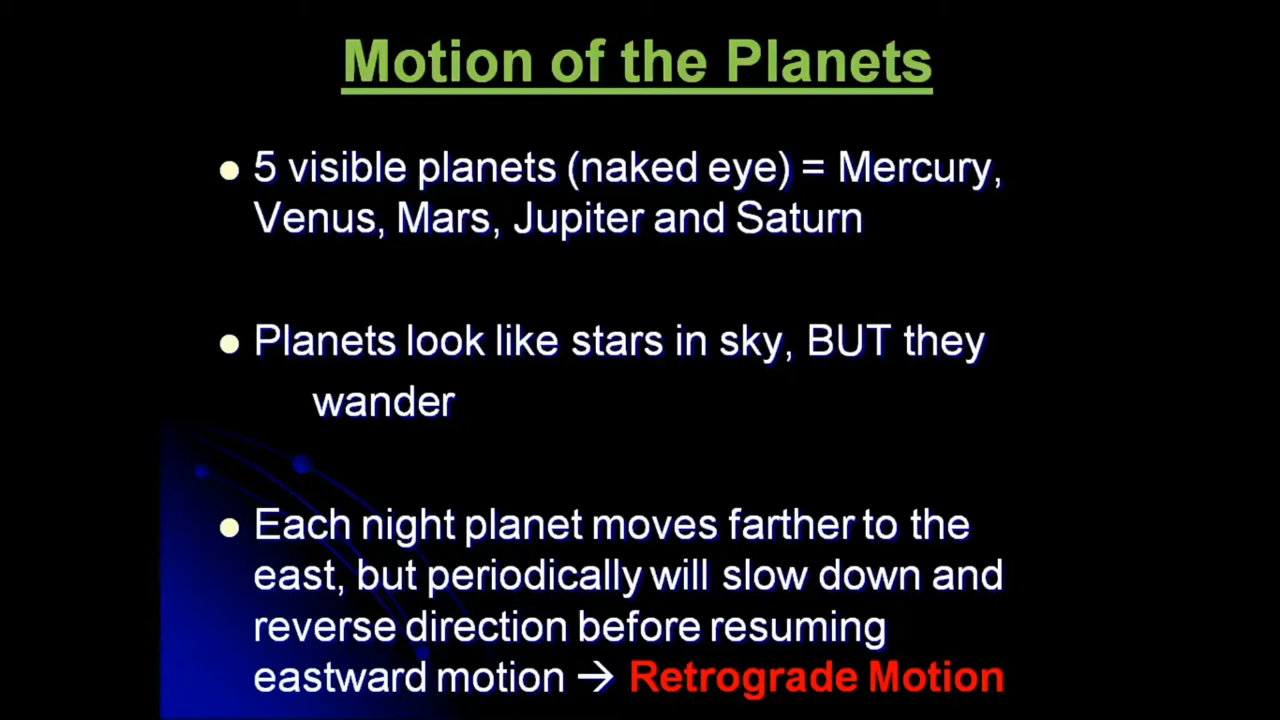 Motion of the Planets
• 5 visible planets (naked eye) = Mercury,
Venus, Mars, Jupiter and Saturn
• Planets look like stars in sky, BUT they
wander
• Each night planet moves farther to the
east, but periodically will slow down and
reverse direction before resuming
eastward motion → Retrograde Motion